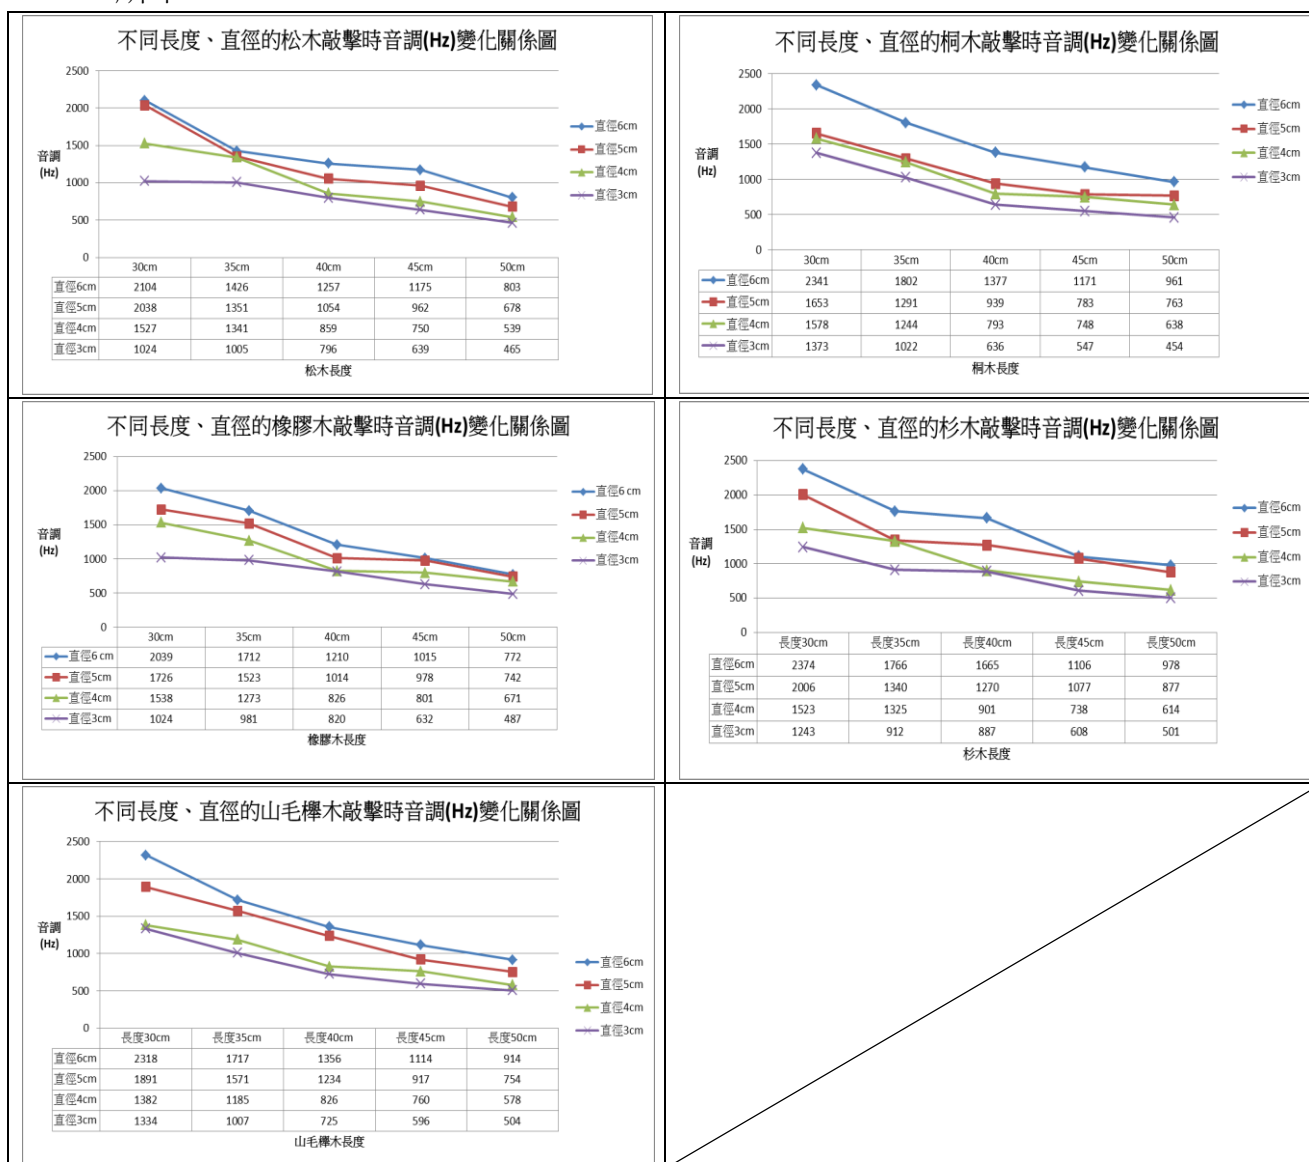 不同長度、直徑的松木敲擊時音調(Hz)變化關係圖
2500
2000
1500
1000
500
0
音調
(Hz)
直徑6cm
直徑5cm
直徑4cm
直徑3cm
30cm 35cm 40cm 45cm 50cm
直徑6cm 2104 1426 1257 1175 803
直徑5cm 2038 1351 1054 962 678
直徑4cm 1527 1341 859 750 539
直徑3cm 1024 1005 796 639 465
松木長度
不同長度、直徑的桐木敲擊時音調(Hz)變化關係圖
2500
2000
1500
1000
500
0
音調
(Hz)
直徑6cm
直徑5cm
直徑4cm
直徑3cm
30cm 35cm 40cm 45cm 50cm
直徑6cm 2341 1802 1377 1171 961
直徑5cm 1653 1291 939 783 763
直徑4cm 1578 1244 793 748 638
直徑3cm 1373 1022 636 547 454
桐木長度
不同長度、直徑的橡膠木敲擊時音調(Hz)變化關係圖
2500
2000
1500
1000
500
0
音調
(Hz)
直徑6 cm
直徑5cm
直徑4cm
直徑3cm
30cm 35cm 40cm 45cm 50cm
直徑6 cm 2039 1712 1210 1015 772
直徑5cm 1726 1523 1014 978 742
直徑4cm 1538 1273 826 801 671
直徑3cm 1024 981 820 632 487
橡膠木長度
不同長度、直徑的杉木敲擊時音調(Hz)變化關係圖
2500
2000
1500
1000
500
0
音調
(Hz)
直徑6cm
直徑5cm
直徑4cm
直徑3cm
長度30cm 長度35cm 長度40cm 長度45cm 長度50cm
直徑6cm 2374 1766 1665 1106 978
直徑5cm 2006 1340 1270 1077 877
直徑4cm 1523 1325 901 738 614
直徑3cm 1243 912 887 608 501
杉木長度
不同長度、直徑的山毛櫸木敲擊時音調(Hz)變化關係圖
2500
2000
1500
1000
500
0
音調
(Hz)
直徑6cm
直徑5cm
直徑4cm
直徑3cm
長度30cm 長度35cm 長度40cm 長度45cm 長度50cm
直徑6cm 2318 1717 1356 1114 914
直徑5cm 1891 1571 1234 917 754
直徑4cm 1382 1185 826 760 578
直徑3cm 1334 1007 725 596 504
山毛櫸木長度